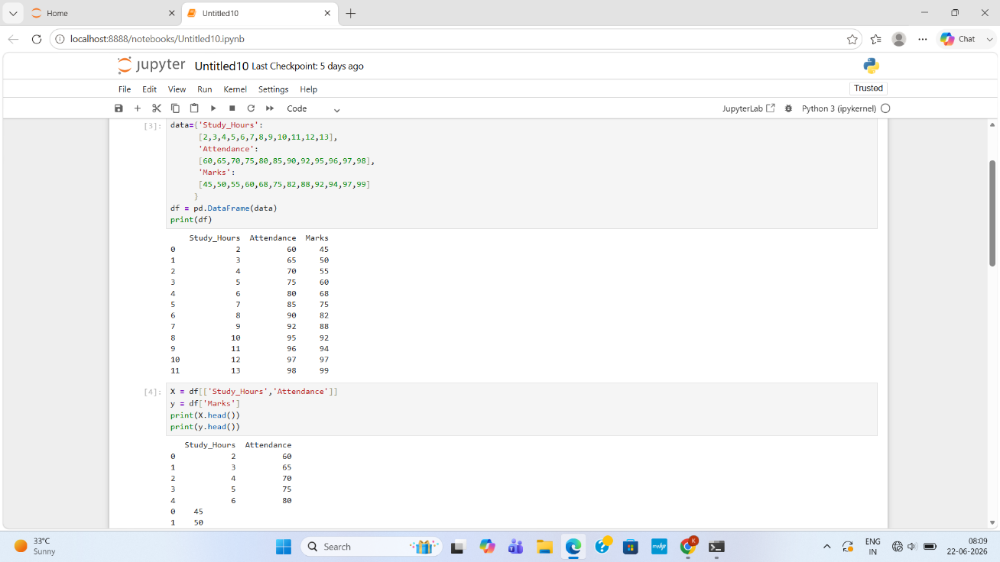 Home
Untitled10
localhost:8888/notebooks/Untitled10.ipynb
Chat
jupyter Untitled10 Last Checkpoint: 5 days ago
File Edit View Run Kernel Settings Help
Trusted
Code
JupyterLab
Python 3 (ipykernel)
[3]: data={'Study_Hours':
[2,3,4,5,6,7,8,9,10,11,12,13],
'Attendance':
[60,65,70,75,80,85,90,92,95,96,97,98],
'Marks':
[45,50,55,60,68,75,82,88,92,94,97,99]
}
df = pd.DataFrame(data)
print(df)
Study_Hours Attendance Marks
0 2 60 45
1 3 65 50
2 4 70 55
3 5 75 60
4 6 80 68
5 7 85 75
6 8 90 82
7 9 92 88
8 10 95 92
9 11 96 94
10 12 97 97
11 13 98 99
[4]: X = df[['Study_Hours','Attendance']]
y = df['Marks']
print(X.head())
print(y.head())
Study_Hours Attendance
0 2 60
1 3 65
2 4 70
3 5 75
4 6 80
0 45
1 50
33°C
Sunny
Search
myhp
K
ENG
IN
08:09
22-06-2026